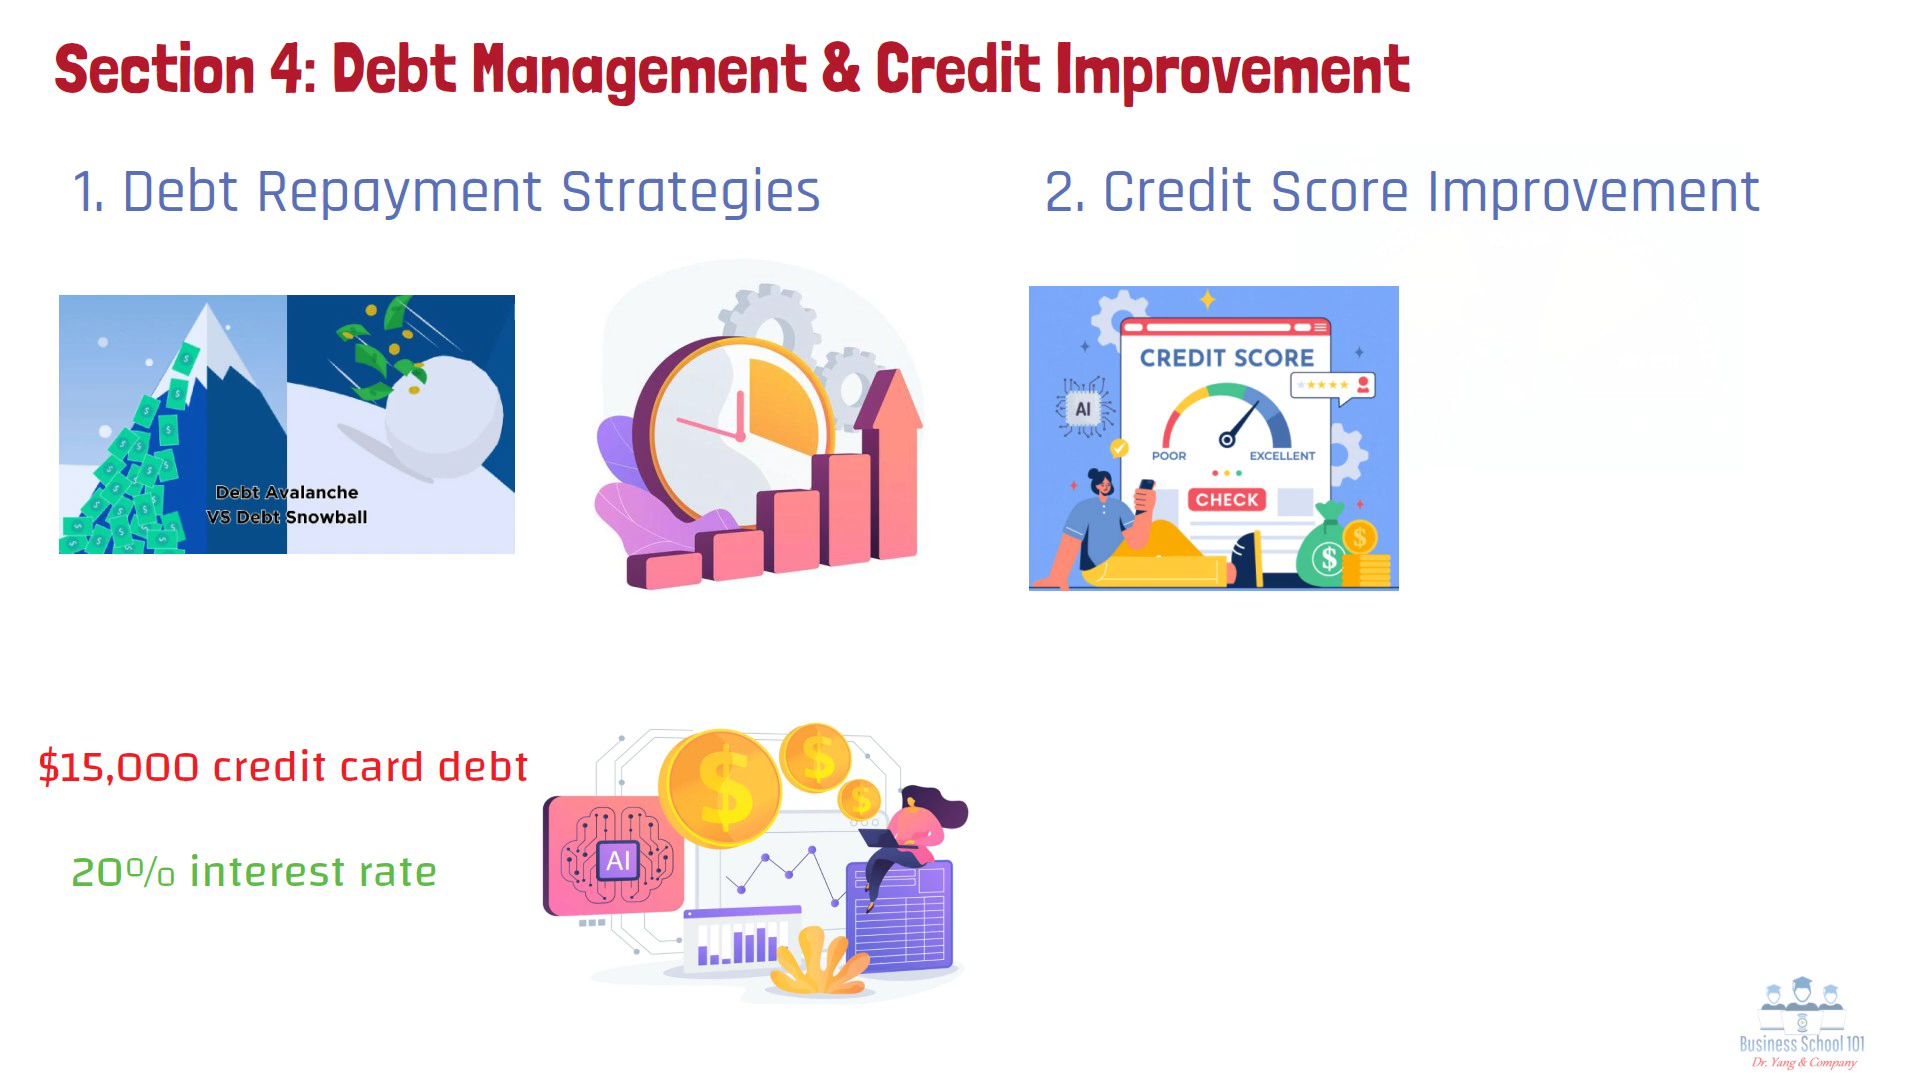 Section 4: Debt Management & Credit Improvement
1. Debt Repayment Strategies
2. Credit Score Improvement
Debt Avalanche
VS Debt Snowball
CREDIT SCORE
AI
POOR
EXCELLENT
CHECK
$
$
$15,000 credit card debt
20% interest rate
$
$
$
AI
Business School 101
Dr. Yang & Company